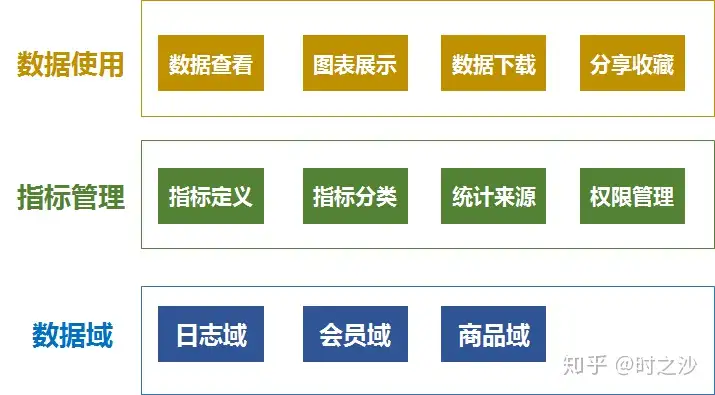 数据使用
数据查看
图表展示
数据下载
分享收藏
指标管理
指标定义
指标分类
统计来源
权限管理
数据域
日志域
会员域
商品域
知乎 @时之沙